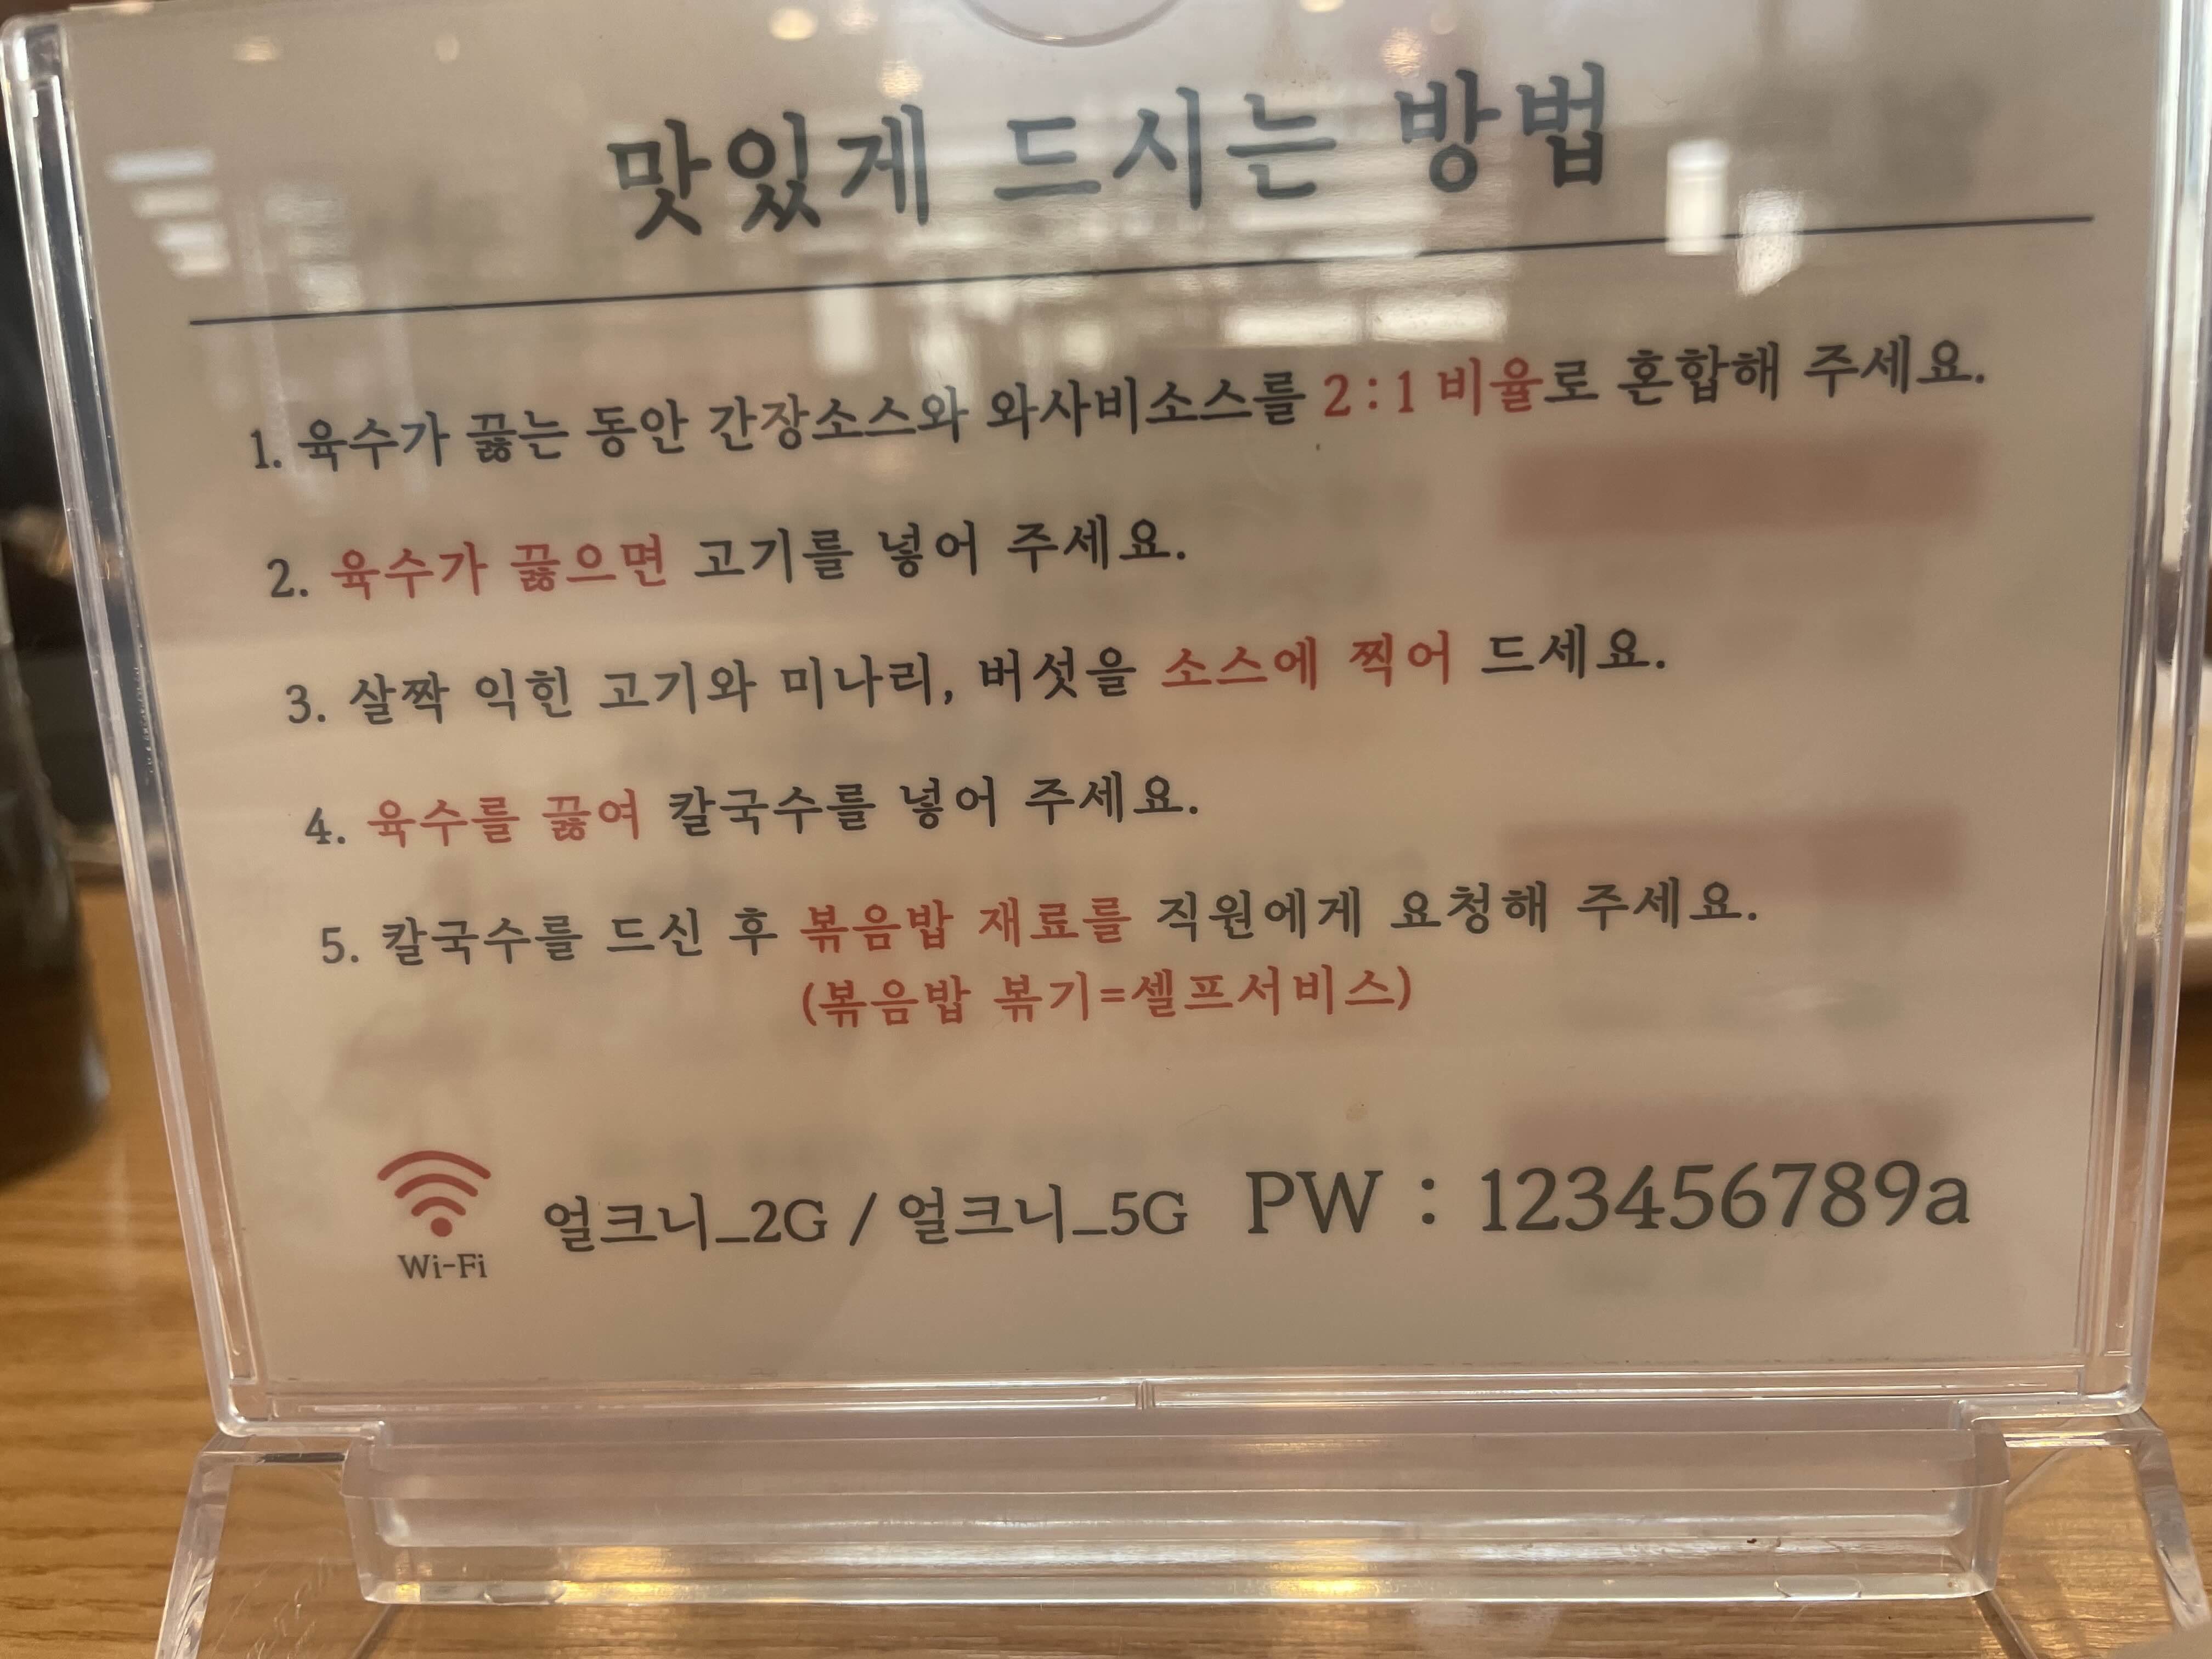 맛있게 드시는 방법
1. 육수가 끓는 동안 간장소스와 와사비소스를 2:1 비율로 혼합해 주세요.
2. 육수가 끓으면 고기를 넣어 주세요.
3. 살짝 익힌 고기와 미나리, 버섯을 소스에 찍어 드세요.
4. 육수를 끓여 칼국수를 넣어 주세요.
5. 칼국수를 드신 후 볶음밥 재료를 직원에게 요청해 주세요.
(볶음밥 볶기=셀프서비스)
얼크니_2G / 얼크니_5G PW : 123456789a
Wi-Fi